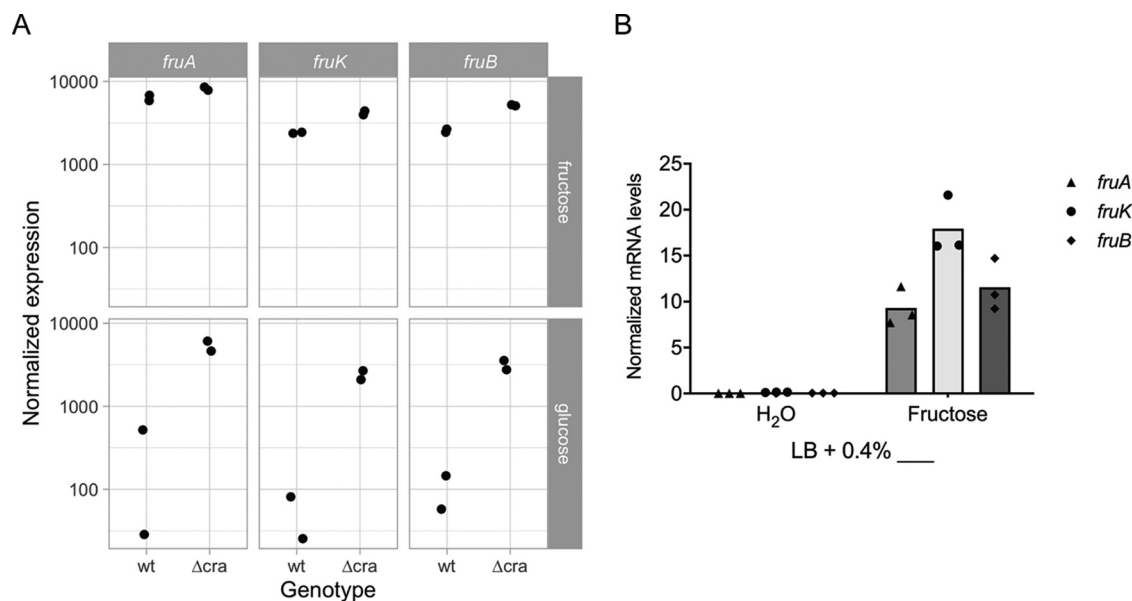 A
fruA
fruK
fruB
Normalized expression
10000
1000
100
fructose
10000
1000
100
glucose
wt
Δcra
wt
Δcra
wt
Δcra
Genotype
B
Normalized mRNA levels
25
20
15
10
5
0
H2O
Fructose
LB + 0.4% ___
fruA
fruK
fruB